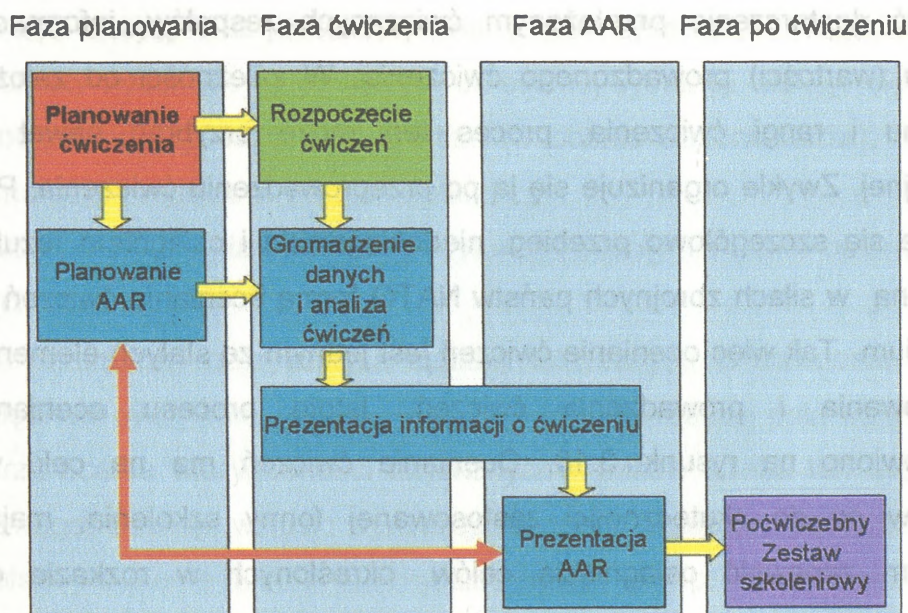 Faza planowania
Faza ćwiczenia
Faza AAR
Faza po ćwiczeniu
Planowanie
ćwiczenia
Rozpoczęcie
ćwiczeń
Planowanie
AAR
Gromadzenie
danych
i analiza
ćwiczeń
Prezentacja informacji o ćwiczeniu
Prezentacja
AAR
Poćwiczebny
Zestaw
szkoleniowy